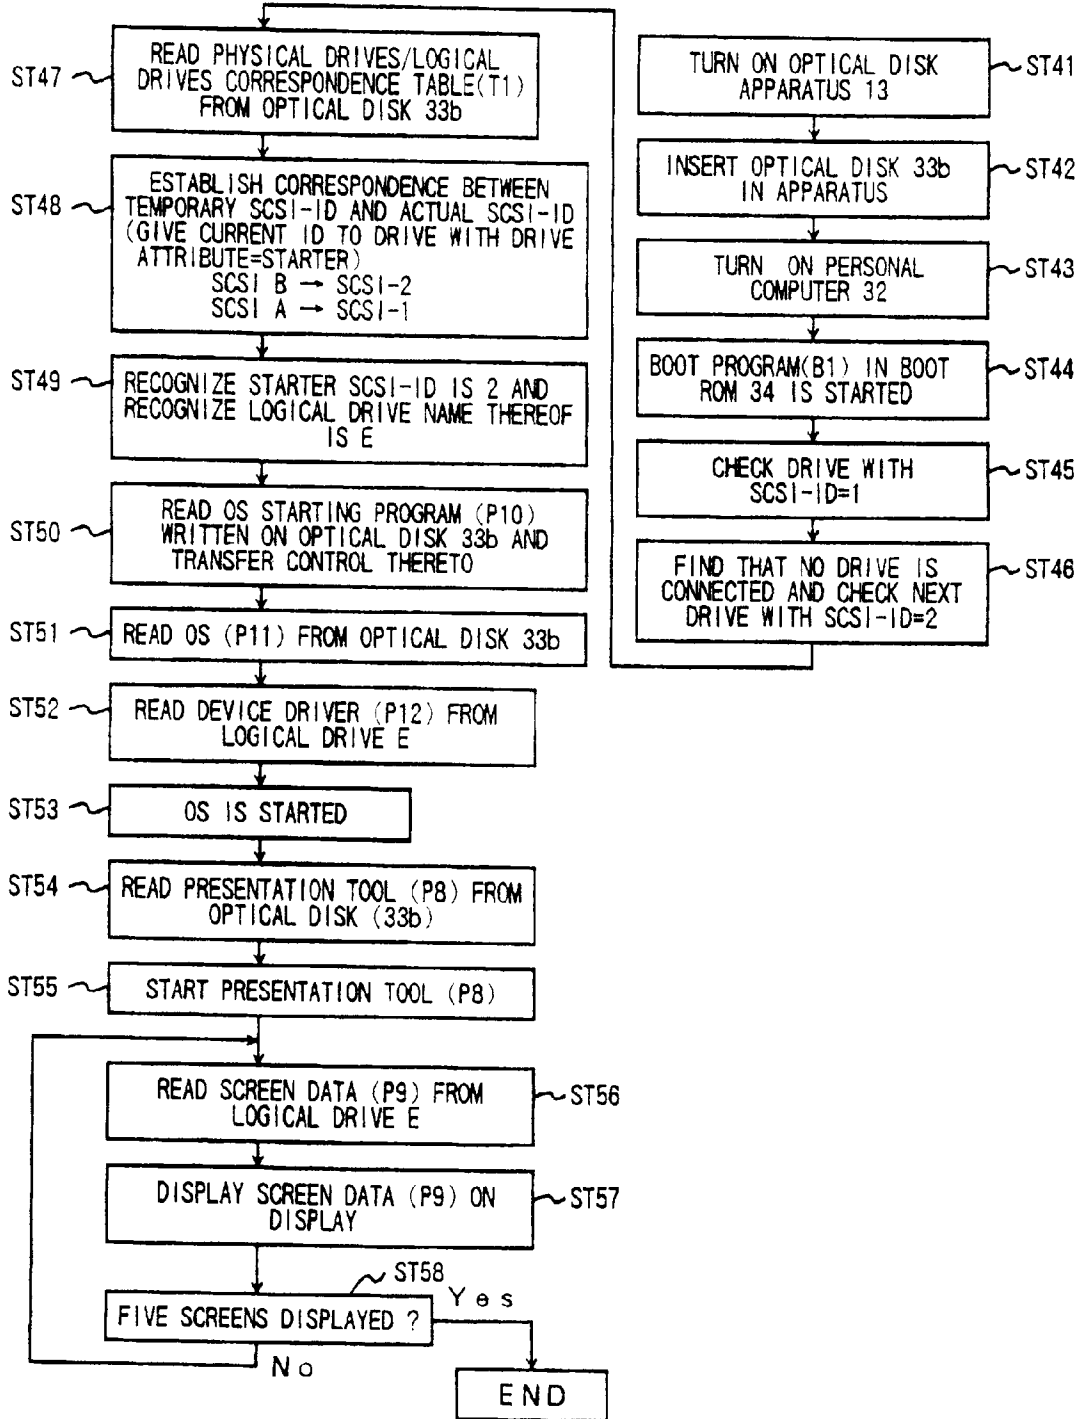 TURN ON OPTICAL DISK
APPARATUS 13
ST41
INSERT OPTICAL DISK 33b
IN APPARATUS
ST42
TURN ON PERSONAL
COMPUTER 32
ST43
BOOT PROGRAM(B1) IN BOOT
ROM 34 IS STARTED
ST44
CHECK DRIVE WITH
SCSI-ID=1
ST45
FIND THAT NO DRIVE IS
CONNECTED AND CHECK NEXT
DRIVE WITH SCSI-ID=2
ST46
ST47
READ PHYSICAL DRIVES/LOGICAL
DRIVES CORRESPONDENCE TABLE(T1)
FROM OPTICAL DISK 33b
ST48
ESTABLISH CORRESPONDENCE BETWEEN
TEMPORARY SCSI-ID AND ACTUAL SCSI-ID
(GIVE CURRENT ID TO DRIVE WITH DRIVE
ATTRIBUTE=STARTER)
SCSI B → SCSI-2
SCSI A → SCSI-1
ST49
RECOGNIZE STARTER SCSI-ID IS 2 AND
RECOGNIZE LOGICAL DRIVE NAME THEREOF
IS E
ST50
READ OS STARTING PROGRAM (P10)
WRITTEN ON OPTICAL DISK 33b AND
TRANSFER CONTROL THERETO
ST51
READ OS (P11) FROM OPTICAL DISK 33b
ST52
READ DEVICE DRIVER (P12) FROM
LOGICAL DRIVE E
ST53
OS IS STARTED
ST54
READ PRESENTATION TOOL (P8) FROM
OPTICAL DISK (33b)
ST55
START PRESENTATION TOOL (P8)
READ SCREEN DATA (P9) FROM
LOGICAL DRIVE E
ST56
DISPLAY SCREEN DATA (P9) ON
DISPLAY
ST57
ST58
FIVE SCREENS DISPLAYED ?
Yes
No
END